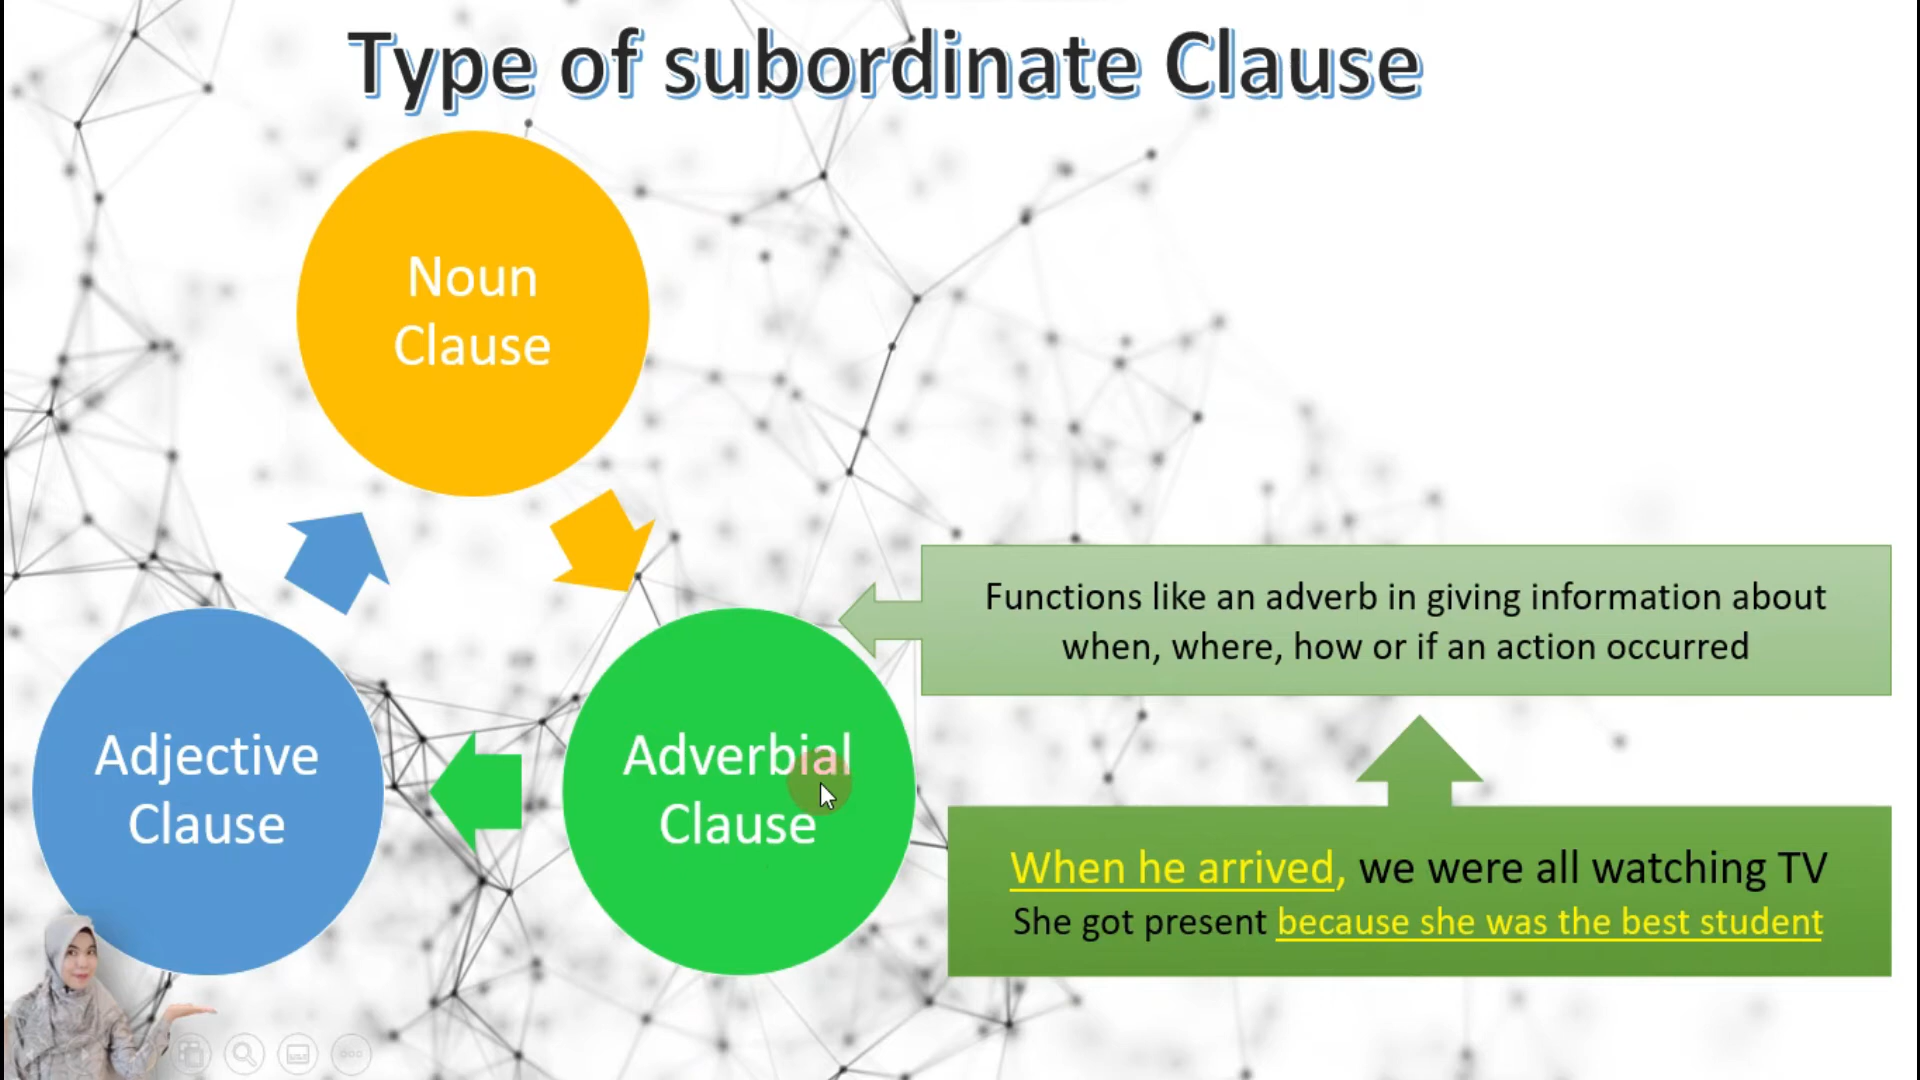 Type of subordinate Clause
Noun
Clause
Adjective
Clause
Adverbial
Clause
Functions like an adverb in giving information about
when, where, how or if an action occurred
When he arrived, we were all watching TV
She got present because she was the best student